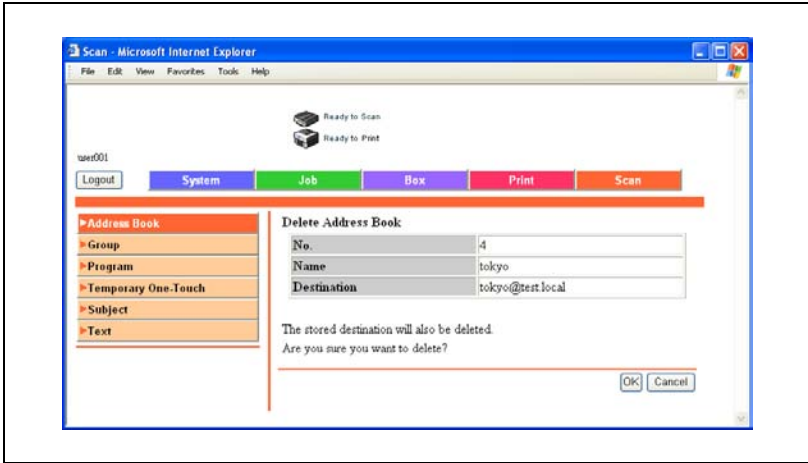 Scan - Microsoft Internet Explorer
File Edit View Favorites Tools Help
Ready to Scan
Ready to Print
user001
Logout System Job Box Print Scan
Address Book
Group
Program
Temporary One-Touch
Subject
Text
Delete Address Book
No. 4
Name tokyo
Destination tokyo@test.local
The stored destination will also be deleted.
Are you sure you want to delete?
OK Cancel